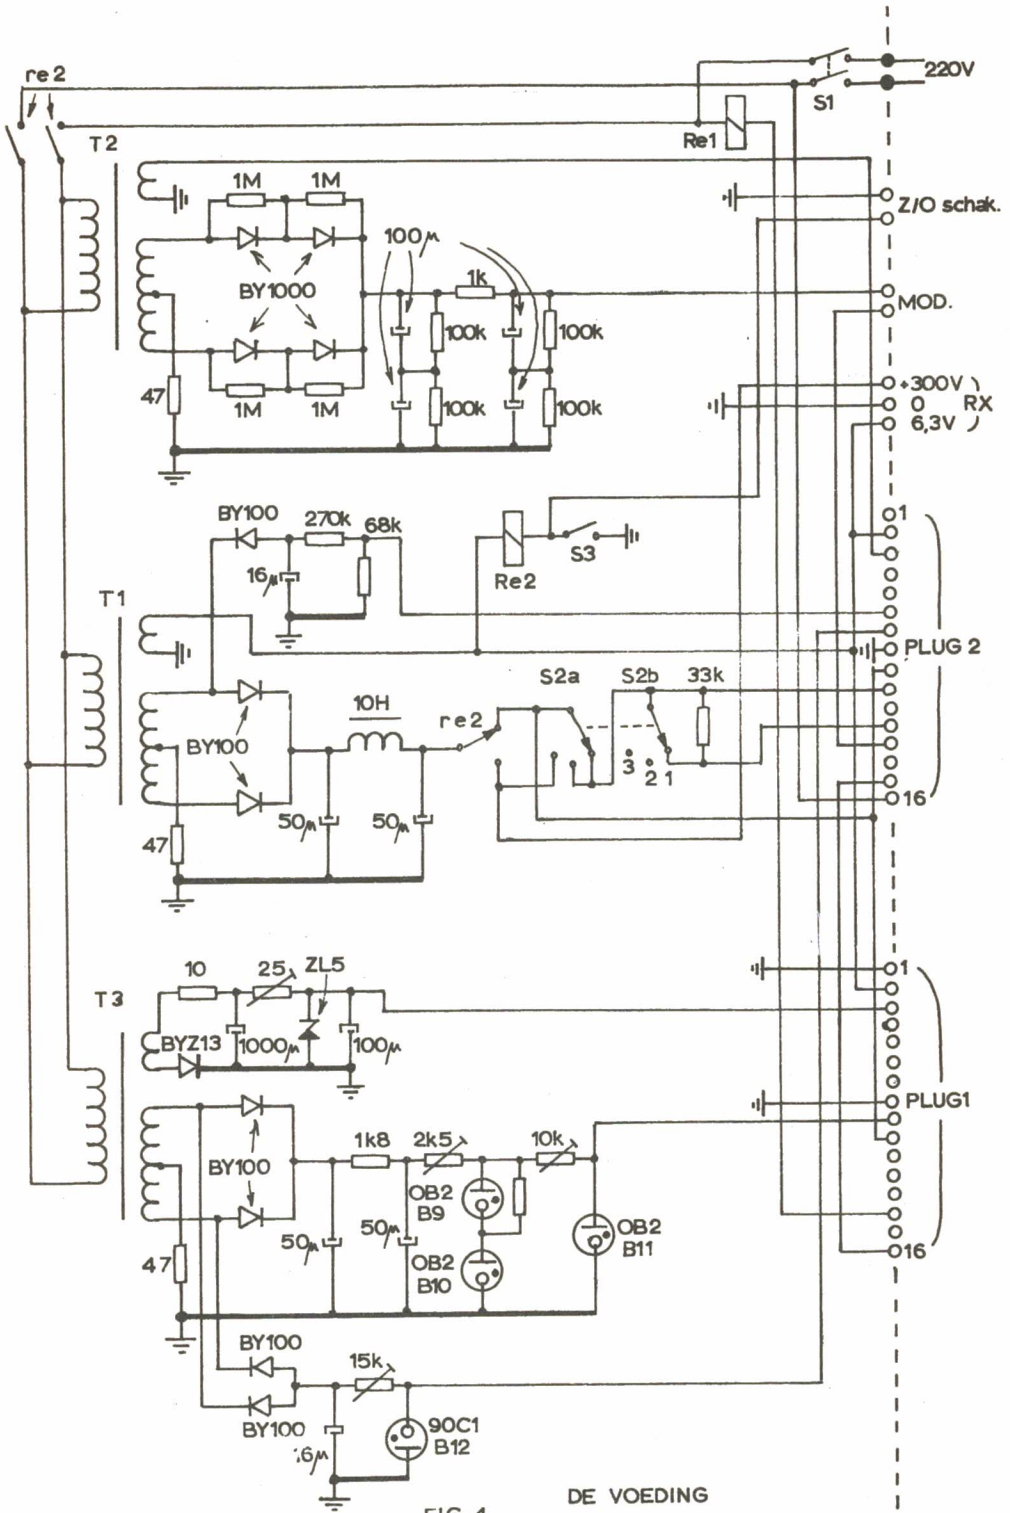 re2
220V
S1
Re1
T2
1M 1M
Z/O schak.
100μ
BY1000
1k
MOD.
100k 100k
+300V
47
1M 1M
100k 100k
0 RX
6,3V
BY100 270k 68k
1
S3
16μ
Re2
T1
PLUG 2
S2a S2b 33k
10H
re2
BY100
3
2 1
16
50μ 50μ
47
10 25 ZL5
1
T3
BYZ13 1000μ 100μ
PLUG1
1k8 2k5 10k
BY100
OB2
B9
50μ 50μ
OB2
B11
47
OB2
B10
16
BY100
15k
BY100
90C1
B12
6μ
DE VOEDING